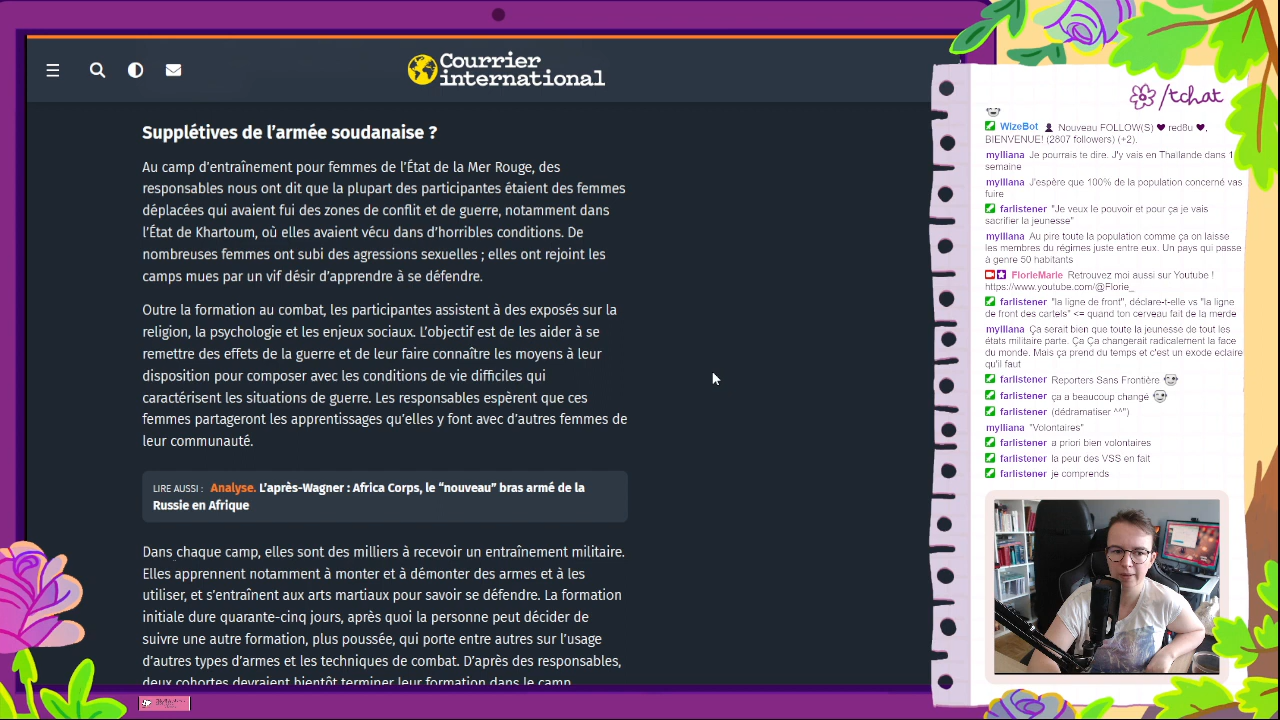 Courrier
international
Supplétives de l'armée soudanaise ?
Au camp d'entraînement pour femmes de l'État de la Mer Rouge, des
responsables nous ont dit que la plupart des participantes étaient des femmes
déplacées qui avaient fui les zones de conflit et de guerre, notamment dans
l'État de Khartoum, où elles avaient vécu dans d'horribles conditions. De
nombreuses femmes ont subi des agressions sexuelles ; elles ont rejoint les
camps mues par un vif désir d'apprendre à se défendre.
Outre la formation au combat, les participantes assistent à des exposés sur la
religion, la psychologie et les enjeux sociaux. L'objectif est de les aider à se
remettre des effets de la guerre et de leur faire connaître les moyens à leur
disposition pour composer avec les conditions de vie difficiles qui
caractérisent les situations de guerre. Les responsables espèrent que ces
femmes partageront les apprentissages qu'elles y font avec d'autres femmes de
leur communauté.
LIRE AUSSI : Analyse. L'après-Wagner : Africa Corps, le “nouveau” bras armé de la
Russie en Afrique
Dans chaque camp, elles sont des milliers à recevoir un entraînement militaire.
Elles apprennent notamment à monter et à démonter des armes et à les
utiliser, et s'entraînent aux arts martiaux pour savoir se défendre. La formation
initiale dure quarante-cinq jours, après quoi la personne peut décider de
suivre une autre formation, plus poussée, qui porte entre autres sur l'usage
d'autres types d'armes et les techniques de combat. D'après des responsables,
deux cohortes devraient bientôt terminer leur formation dans le camp
/tchat
WizeBot Nouveau FOLLOW(S) ♥ red8u ♥,
BIENVENUE! (2807 followers) (+2).
mylliana Je pourrais te dire. J'y vais en Thaïlande dans 1
semaine
mylliana J'espère que 100% de la population concerné vas
fuire
farlistener "Je veux le pouvoir et pour ça je vais
sacrifier la jeunesse"
mylliana Au pire toute la population comme ça on laisse
les membres du régimes juste entre eux. Un pays qui passe
à genre 50 habitants
FlorieMarie Retrouvez moi aussi sur Youtube !
https://www.youtube.com/@Florie_
farlistener "la ligne de front", déclare-t-elle vs "la ligne
de front des cartels" <= quand ton cerveau fait de la merde
mylliana Ça serait bien que toute la jeunesse de tout les
états militaire parte. Ça Ça changerait radicalement la face
du monde. Mais ça prend du temps et c'est un exode eclaire
qu'il faut
farlistener Reporters Sans Frontière
farlistener ça a beaucoup changé
farlistener (dédramatiser ^^")
mylliana "Volontaires"
farlistener a priori bien volontaires
farlistener la peur des VSS en fait
farlistener je comprends